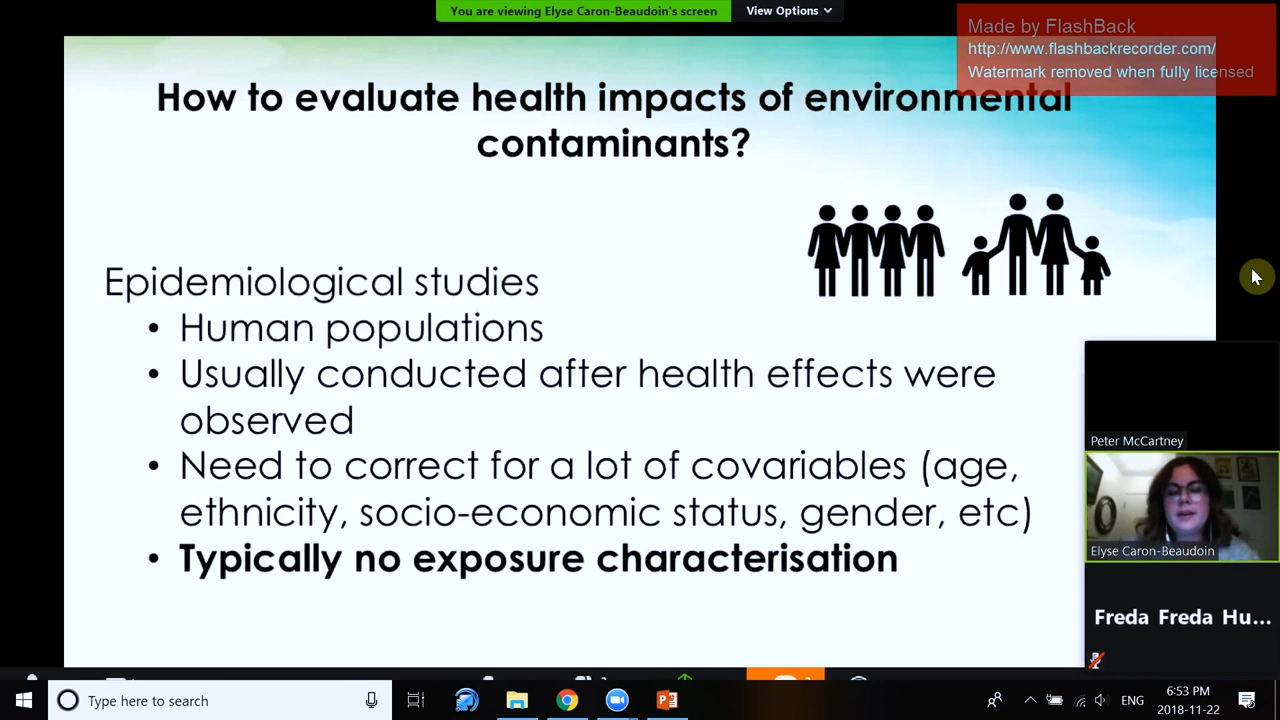 You are viewing Elyse Caron-Beaudoin's screen
View Options
Made by FlashBack
http://www.flashbackrecorder.com/
Watermark removed when fully licensed
How to evaluate health impacts of environmental
contaminants?
Epidemiological studies
• Human populations
• Usually conducted after health effects were
observed
• Need to correct for a lot of covariables (age,
ethnicity, socio-economic status, gender, etc)
• Typically no exposure characterisation
Peter McCartney
Elyse Caron-Beaudoin
Freda Freda Hu...
Type here to search
ENG
6:53 PM
2018-11-22